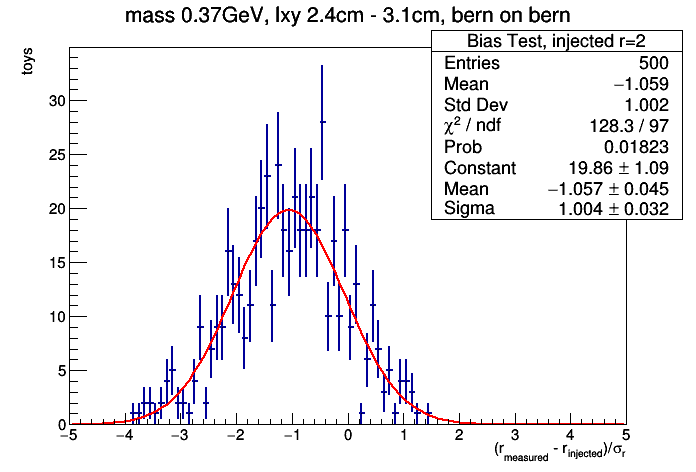 mass 0.37GeV, lxy 2.4cm - 3.1cm, bern on bern
Bias Test, injected r=2
Entries 500
Mean −1.059
Std Dev 1.002
χ² / ndf 128.3 / 97
Prob 0.01823
Constant 19.86 ± 1.09
Mean −1.057 ± 0.045
Sigma 1.004 ± 0.032
toys
30
25
20
15
10
5
0
−5 −4 −3 −2 −1 0 1 2 3 4 5
(r_measured - r_injected)/σ_r